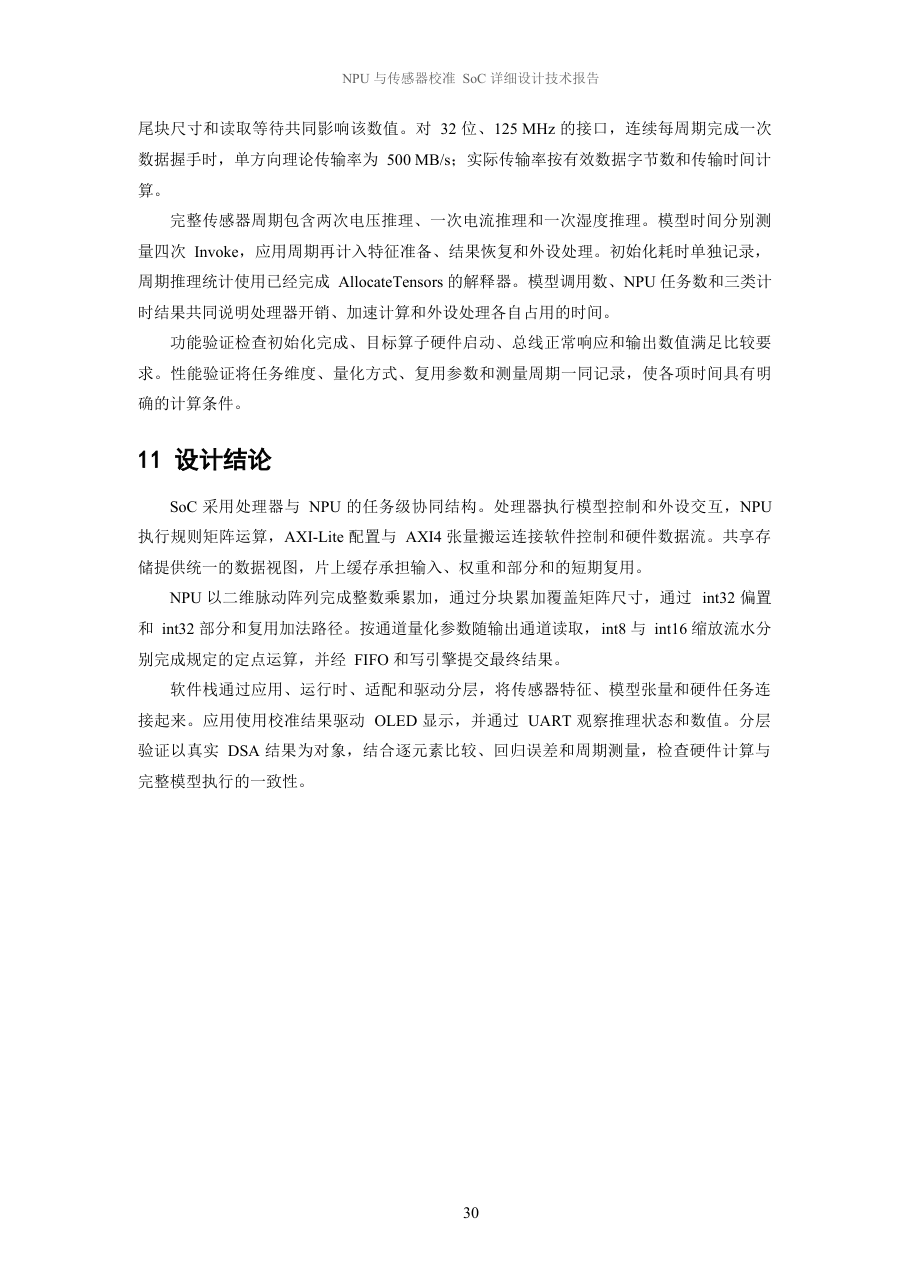 NPU 与传感器校准 SoC 详细设计技术报告
尾块尺寸和读取等待共同影响该数值。对 32 位、125 MHz 的接口，连续每周期完成一次
数据握手时，单方向理论传输率为 500 MB/s；实际传输率按有效数据字节数和传输时间计
算。
完整传感器周期包含两次电压推理、一次电流推理和一次湿度推理。模型时间分别测
量四次 Invoke，应用周期再计入特征准备、结果恢复和外设处理。初始化耗时单独记录，
周期推理统计使用已经完成 AllocateTensors 的解释器。模型调用数、NPU 任务数和三类计
时结果共同说明处理器开销、加速计算和外设处理各自占用的时间。
功能验证检查初始化完成、目标算子硬件启动、总线正常响应和输出数值满足比较要
求。性能验证将任务维度、量化方式、复用参数和测量周期一同记录，使各项时间具有明
确的计算条件。
11 设计结论
SoC 采用处理器与 NPU 的任务级协同结构。处理器执行模型控制和外设交互，NPU
执行规则矩阵运算，AXI-Lite 配置与 AXI4 张量搬运连接软件控制和硬件数据流。共享存
储提供统一的数据视图，片上缓存承担输入、权重和部分和的短期复用。
NPU 以二维脉动阵列完成整数乘累加，通过分块累加覆盖矩阵尺寸，通过 int32 偏置
和 int32 部分和复用加法路径。按通道量化参数随输出通道读取，int8 与 int16 缩放流水分
别完成规定的定点运算，并经 FIFO 和写引擎提交最终结果。
软件栈通过应用、运行时、适配和驱动分层，将传感器特征、模型张量和硬件任务连
接起来。应用使用校准结果驱动 OLED 显示，并通过 UART 观察推理状态和数值。分层
验证以真实 DSA 结果为对象，结合逐元素比较、回归误差和周期测量，检查硬件计算与
完整模型执行的一致性。
30